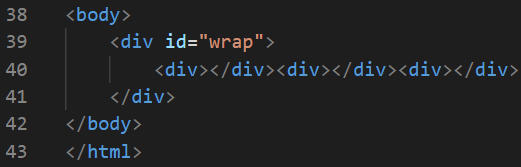 38 <body>
39 <div id="wrap">
40 <div></div><div></div><div></div>
41 </div>
42 </body>
43 </html>